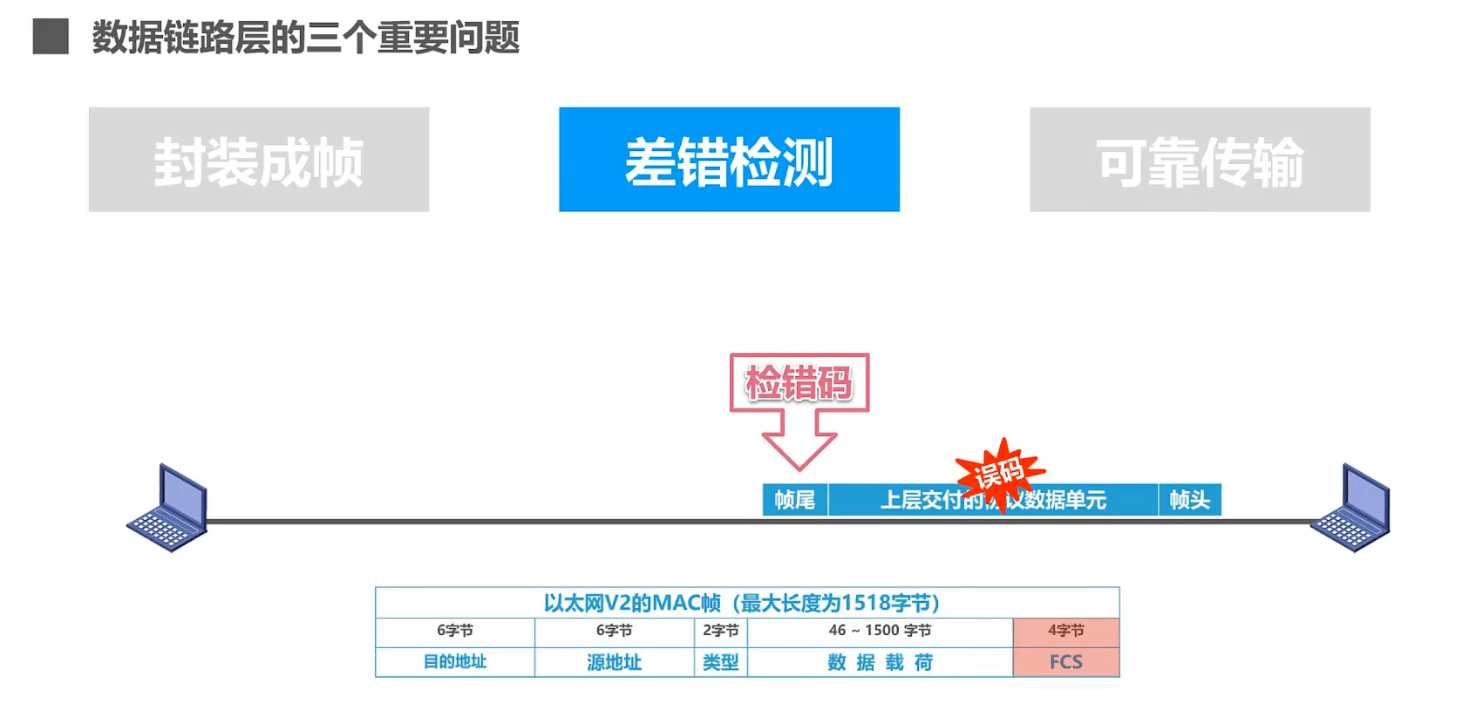 数据链路层的三个重要问题
封装成帧
差错检测
可靠传输
检错码
误码
帧尾 上层交付的协议数据单元 帧头
以太网V2的MAC帧（最大长度为1518字节）
6字节 6字节 2字节 46 ~ 1500 字节 4字节
目的地址 源地址 类型 数 据 载 荷 FCS